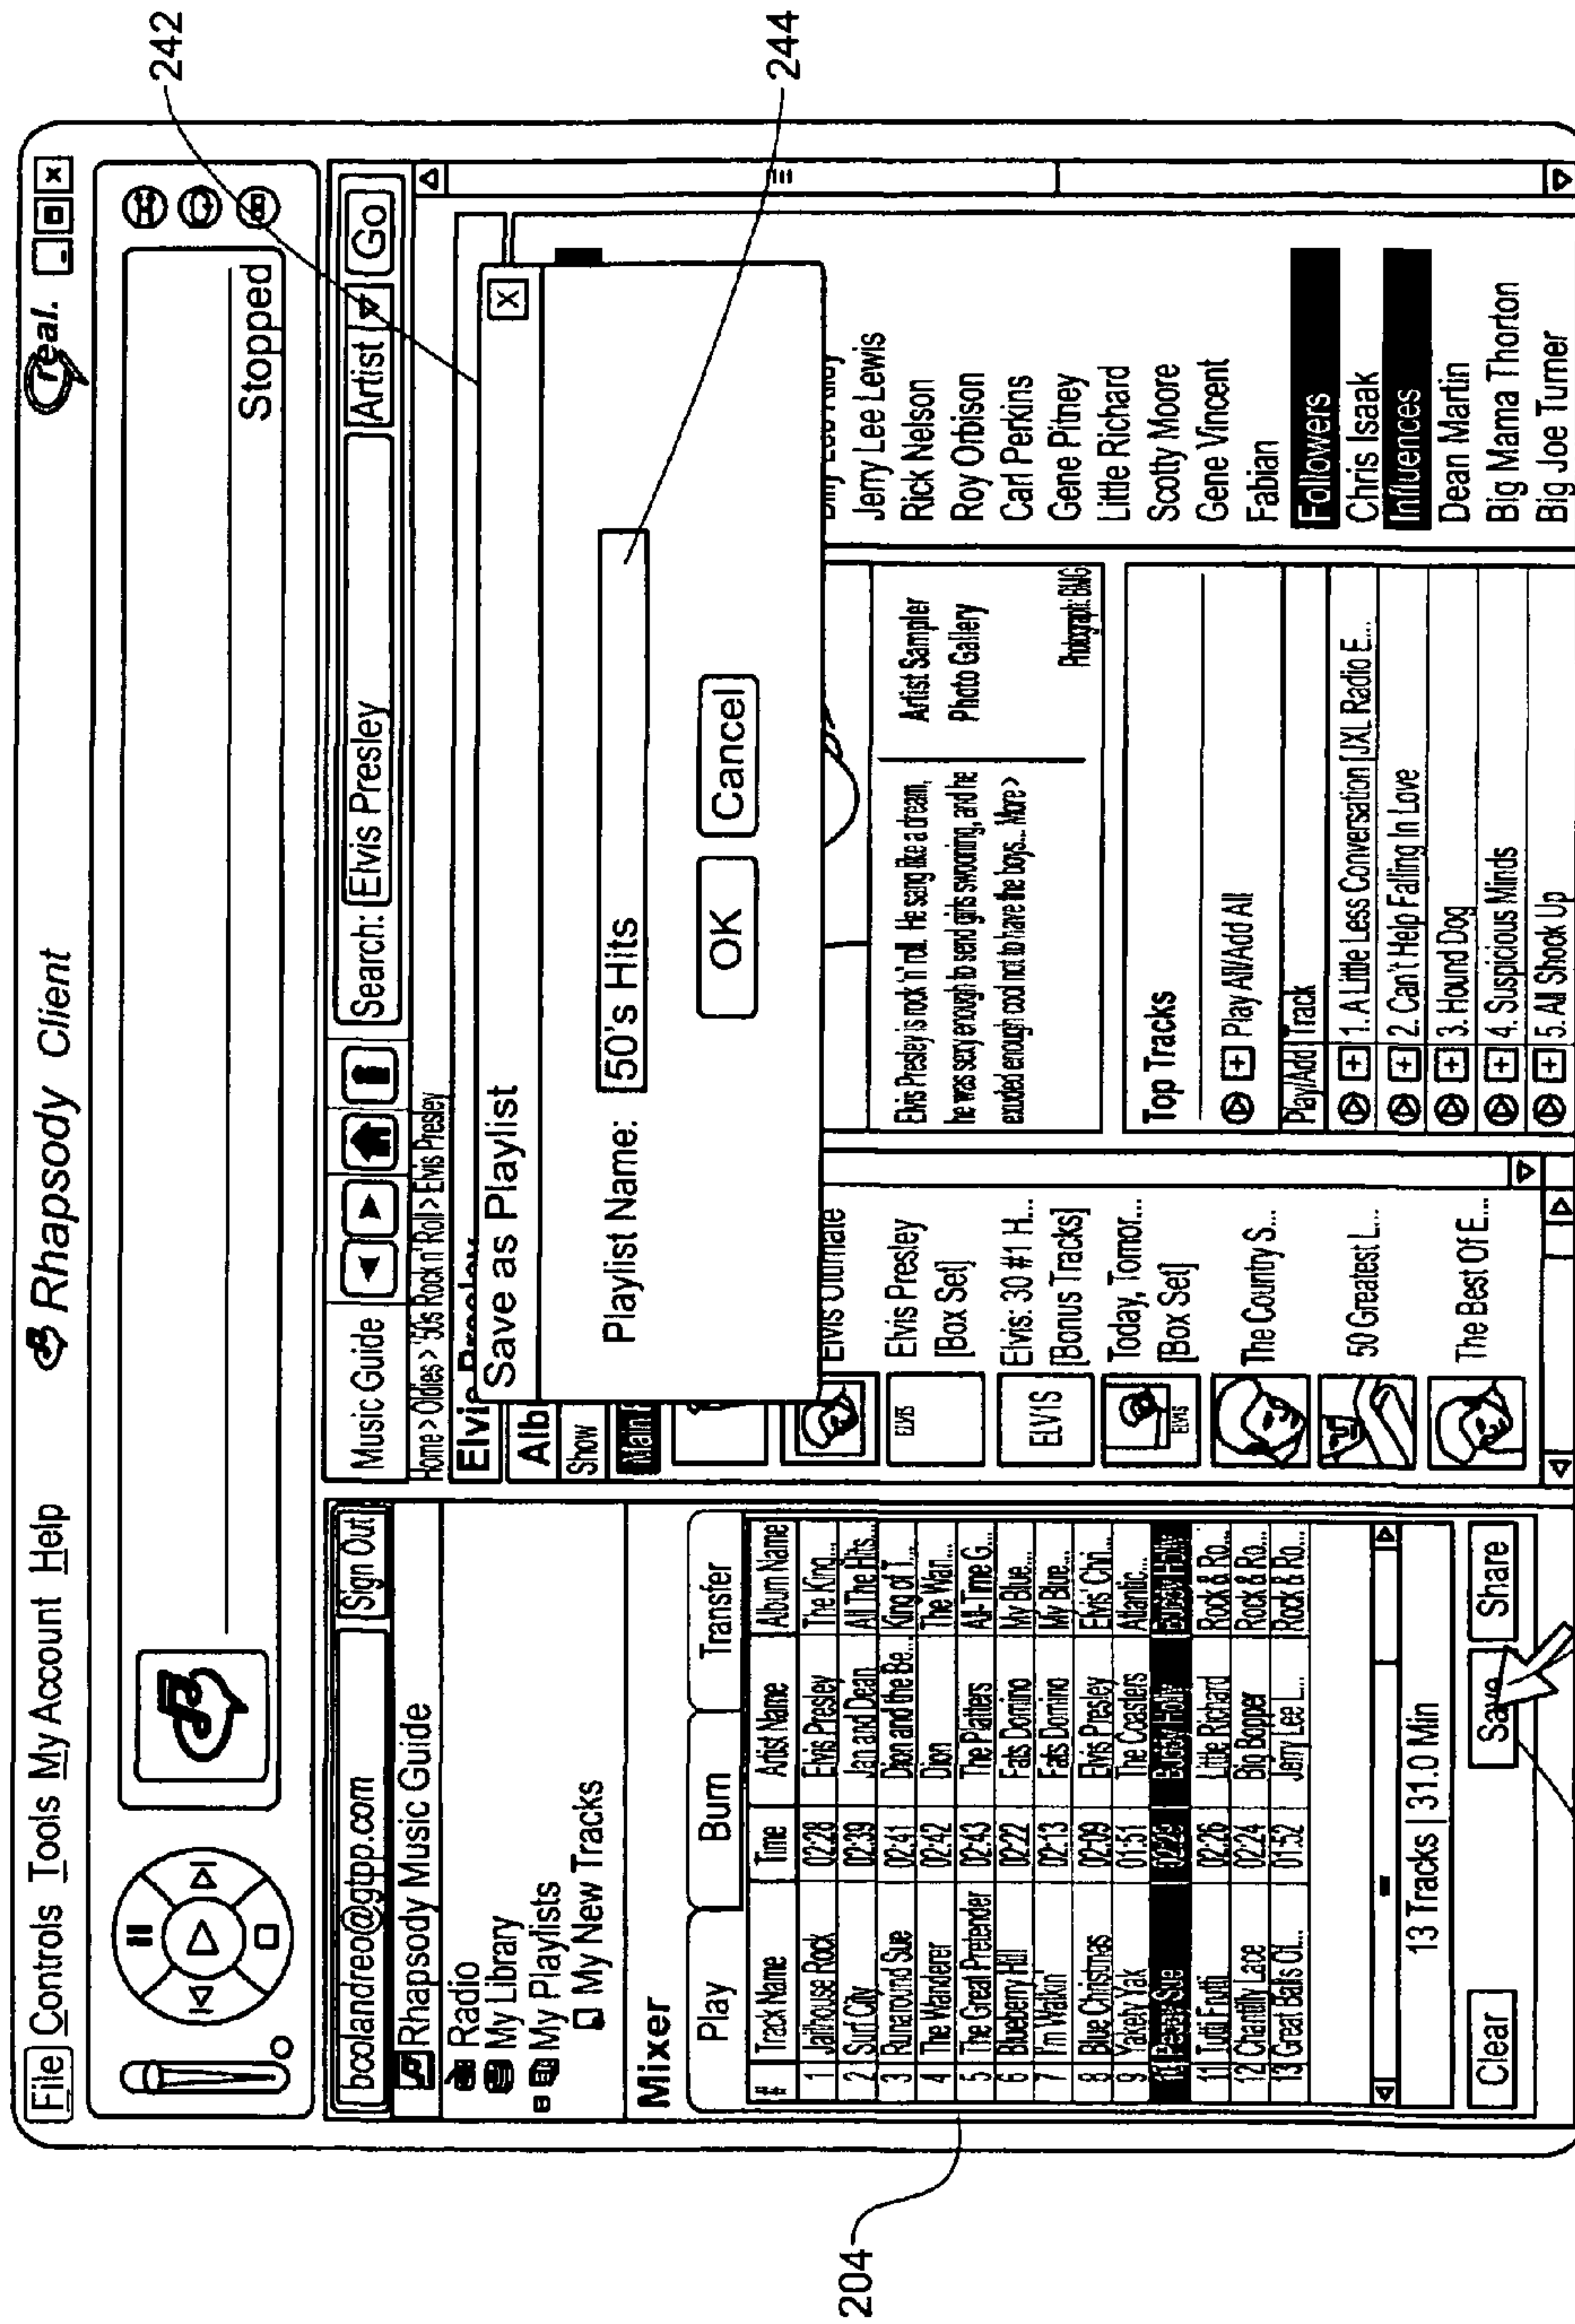 File Controls Tools My Account Help
Rhapsody Client
real.
Stopped
242
244
204
bcolandreo@gtpp.com Sign Out
Rhapsody Music Guide
Radio
My Library
My Playlists
My New Tracks
Mixer
Play Burn Transfer
# Track Name Time Artist Name Album Name
1 Jailhouse Rock 02:28 Elvis Presley The King...
2 Surf City 02:39 Jan and Dean All The Hits...
3 Runaround Sue 02:41 Dion and the Be... King of T...
4 The Wanderer 02:42 Dion The Wan...
5 The Great Pretender 02:43 The Platters All-Time G...
6 Blueberry Hill 02:22 Fats Domino My Blue...
7 I'm Walkin' 02:13 Fats Domino My Blue...
8 Blue Christmas 02:09 Elvis Presley Elvis' Chri...
9 Yakety Yak 01:51 The Coasters Atlantic...
10 Peggy Sue Buddy Holly Buddy Holly
11 Tutti Frutti 02:26 Little Richard Rock & Ro...
12 Chantilly Lace 02:24 Big Bopper Rock & Ro...
13 Great Balls Of... 01:52 Jerry Lee L... Rock & Ro...
13 Tracks | 31.0 Min
Clear Save Share
Music Guide
Search: Elvis Presley Artist Go
Home > Oldies > '50s Rock n' Roll > Elvis Presley
Elvis Presley
Save as Playlist X
Playlist Name: 50's Hits
OK Cancel
Alb
Show
Main
Elvis Ultimate
Elvis Presley
[Box Set]
ELVIS
Elvis: 30 #1 H...
[Bonus Tracks]
ELV1S
Today, Tomor...
[Box Set]
ELVIS
The Country S...
50 Greatest L...
The Best Of E...
Elvis Presley is rock 'n' roll. He sang like a dream,
he was sexy enough to send girls swooning, and he
exuded enough cool not to have the boys... More >
Artist Sampler
Photo Gallery
Photograph: BMG
Top Tracks
Play All/Add All
Play/Add Track
1. A Little Less Conversation [JXL Radio E...
2. Can't Help Falling In Love
3. Hound Dog
4. Suspicious Minds
5. All Shook Up
Billy Lee Riley
Jerry Lee Lewis
Rick Nelson
Roy Orbison
Carl Perkins
Gene Pitney
Little Richard
Scotty Moore
Gene Vincent
Fabian
Followers
Chris Isaak
Influences
Dean Martin
Big Mama Thorton
Big Joe Turner